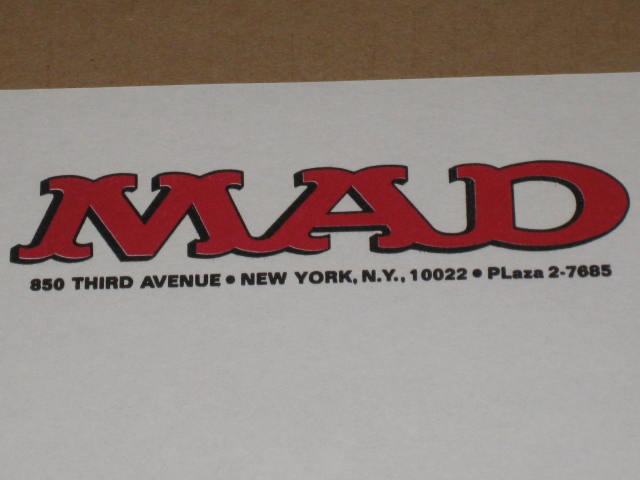 MAD
850 THIRD AVENUE • NEW YORK, N.Y., 10022 • PLaza 2-7685